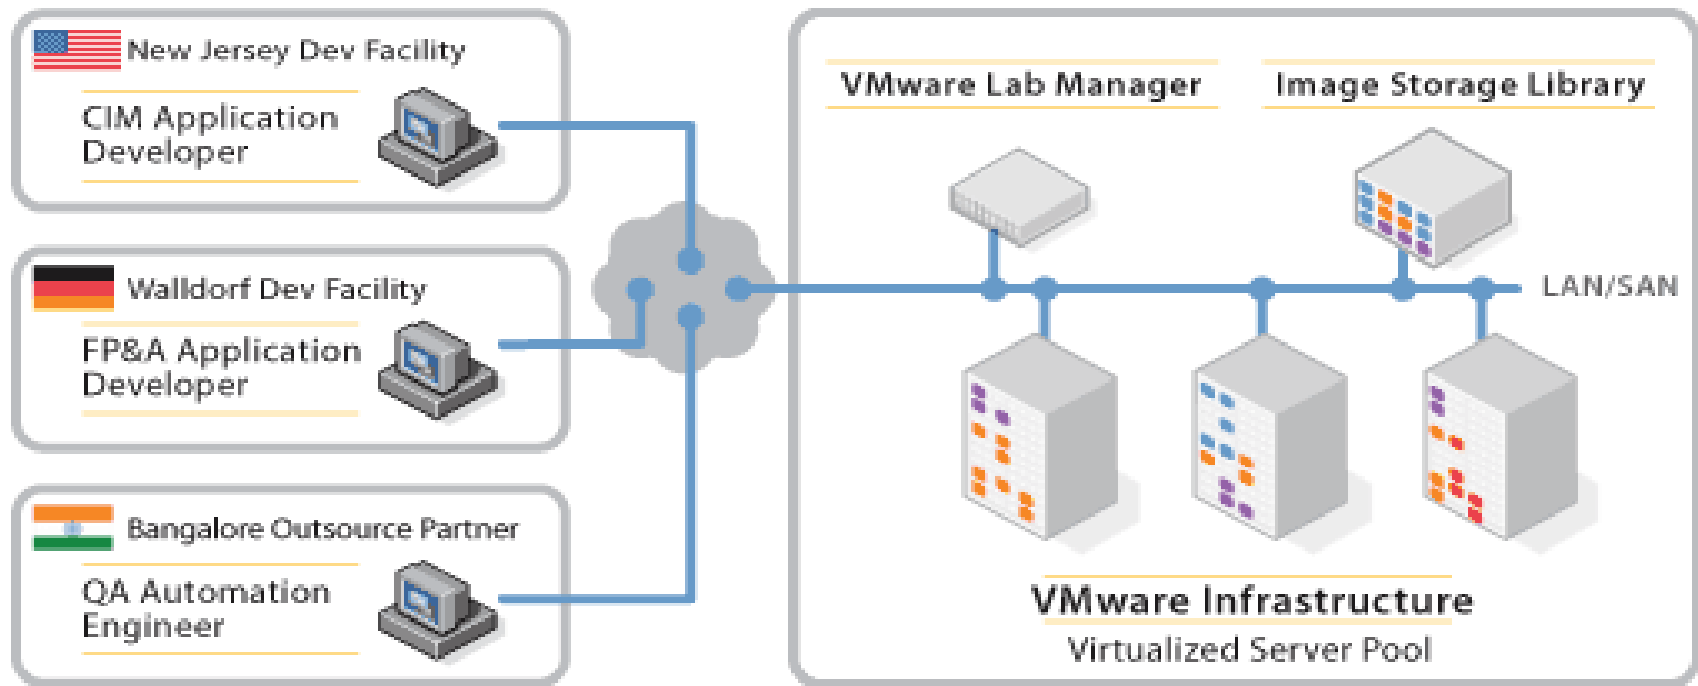 New Jersey Dev Facility
CIM Application
Developer
Walldorf Dev Facility
FP&A Application
Developer
Bangalore Outsource Partner
QA Automation
Engineer
VMware Lab Manager
Image Storage Library
LAN/SAN
VMware Infrastructure
Virtualized Server Pool